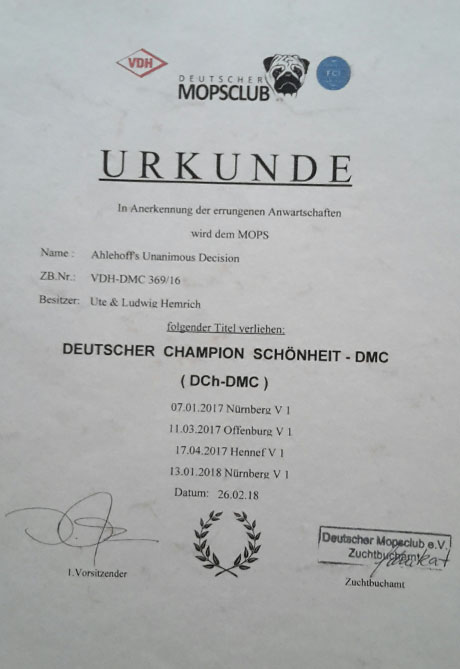 VDH
DEUTSCHER
MOPSCLUB
FCI
URKUNDE
In Anerkennung der errungenen Anwartschaften
wird dem MOPS
Name : Ahlehoff's Unanimous Decision
ZB.Nr.: VDH-DMC 369/16
Besitzer: Ute & Ludwig Hemrich
folgender Titel verliehen:
DEUTSCHER CHAMPION SCHÖNHEIT - DMC
( DCh-DMC )
07.01.2017 Nürnberg V 1
11.03.2017 Offenburg V 1
17.04.2017 Hennef V 1
13.01.2018 Nürnberg V 1
Datum: 26.02.18
Deutscher Mopsclub e.V.
Zuchtbuchamt
1.Vorsitzender
Zuchtbuchamt